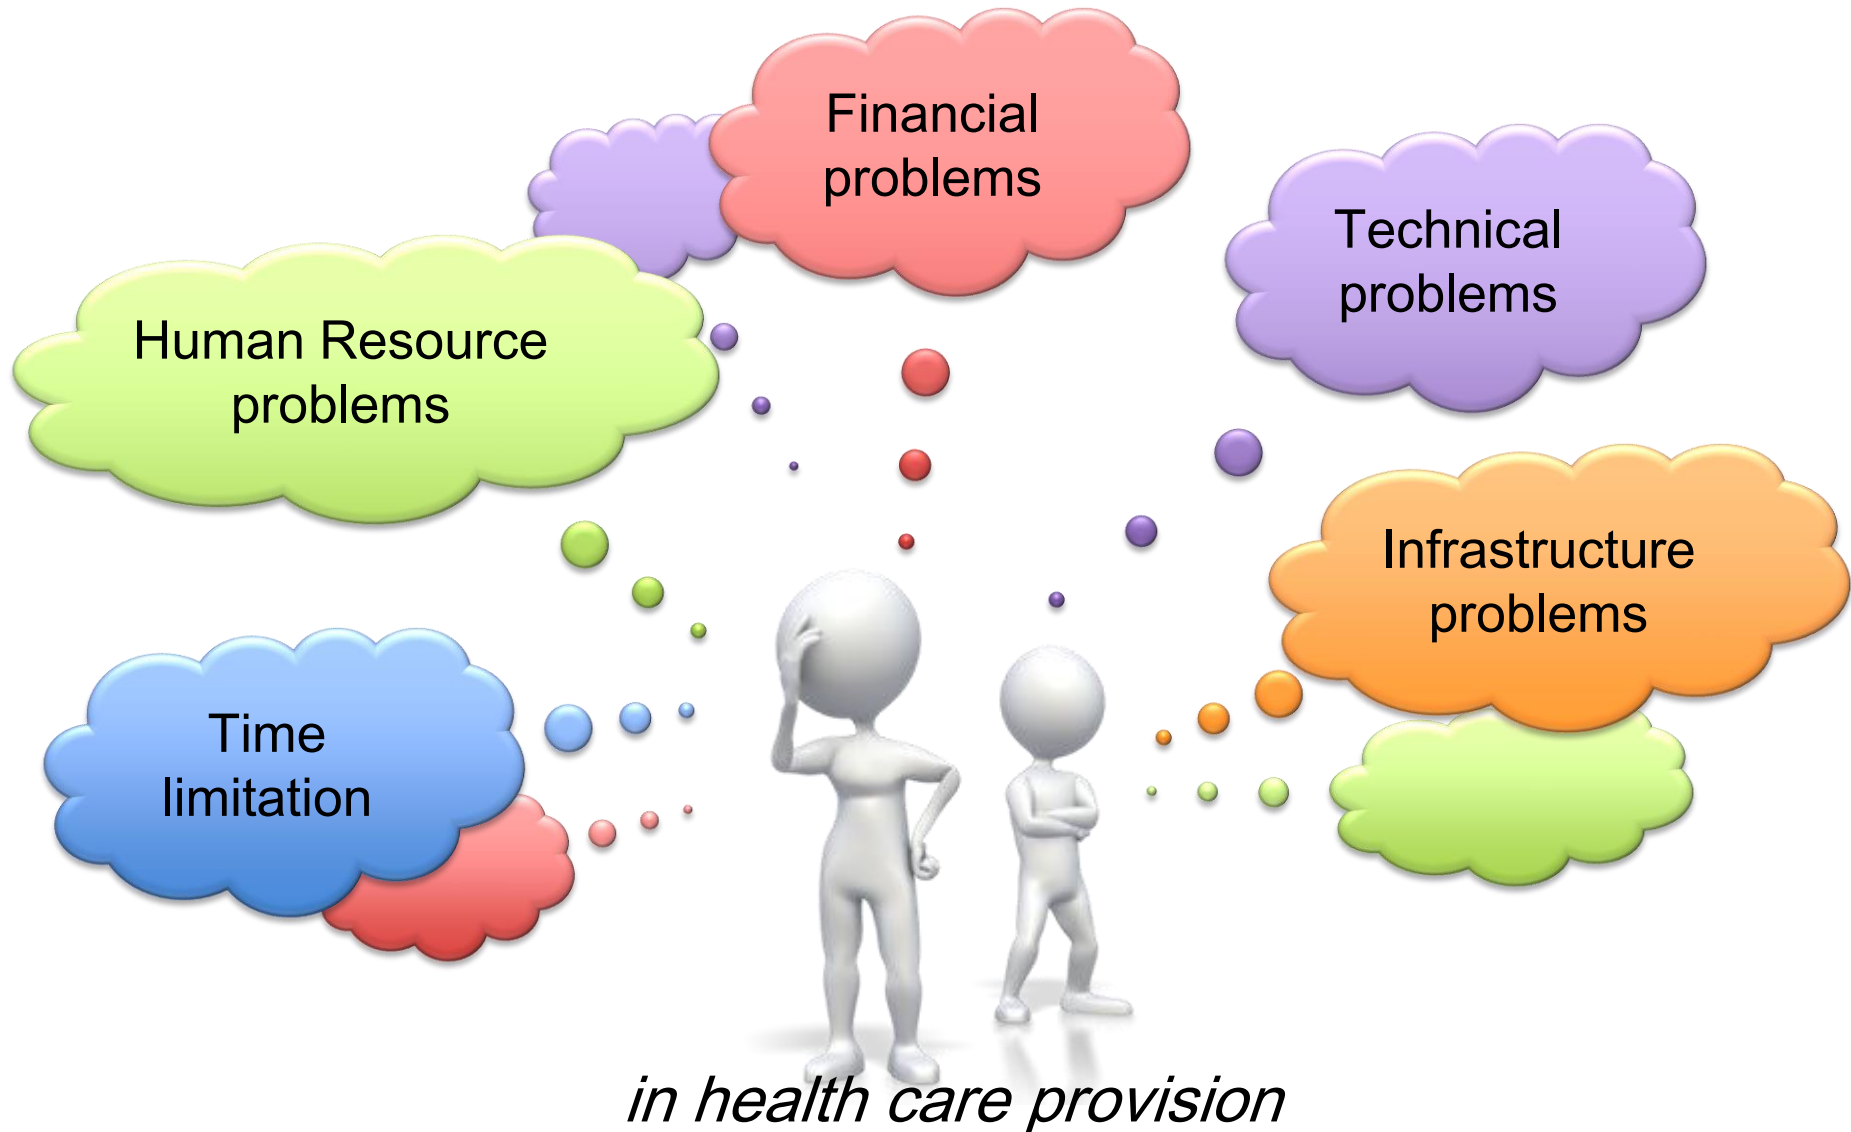 Financial
problems
Technical
problems
Human Resource
problems
Infrastructure
problems
Time
limitation
in health care provision